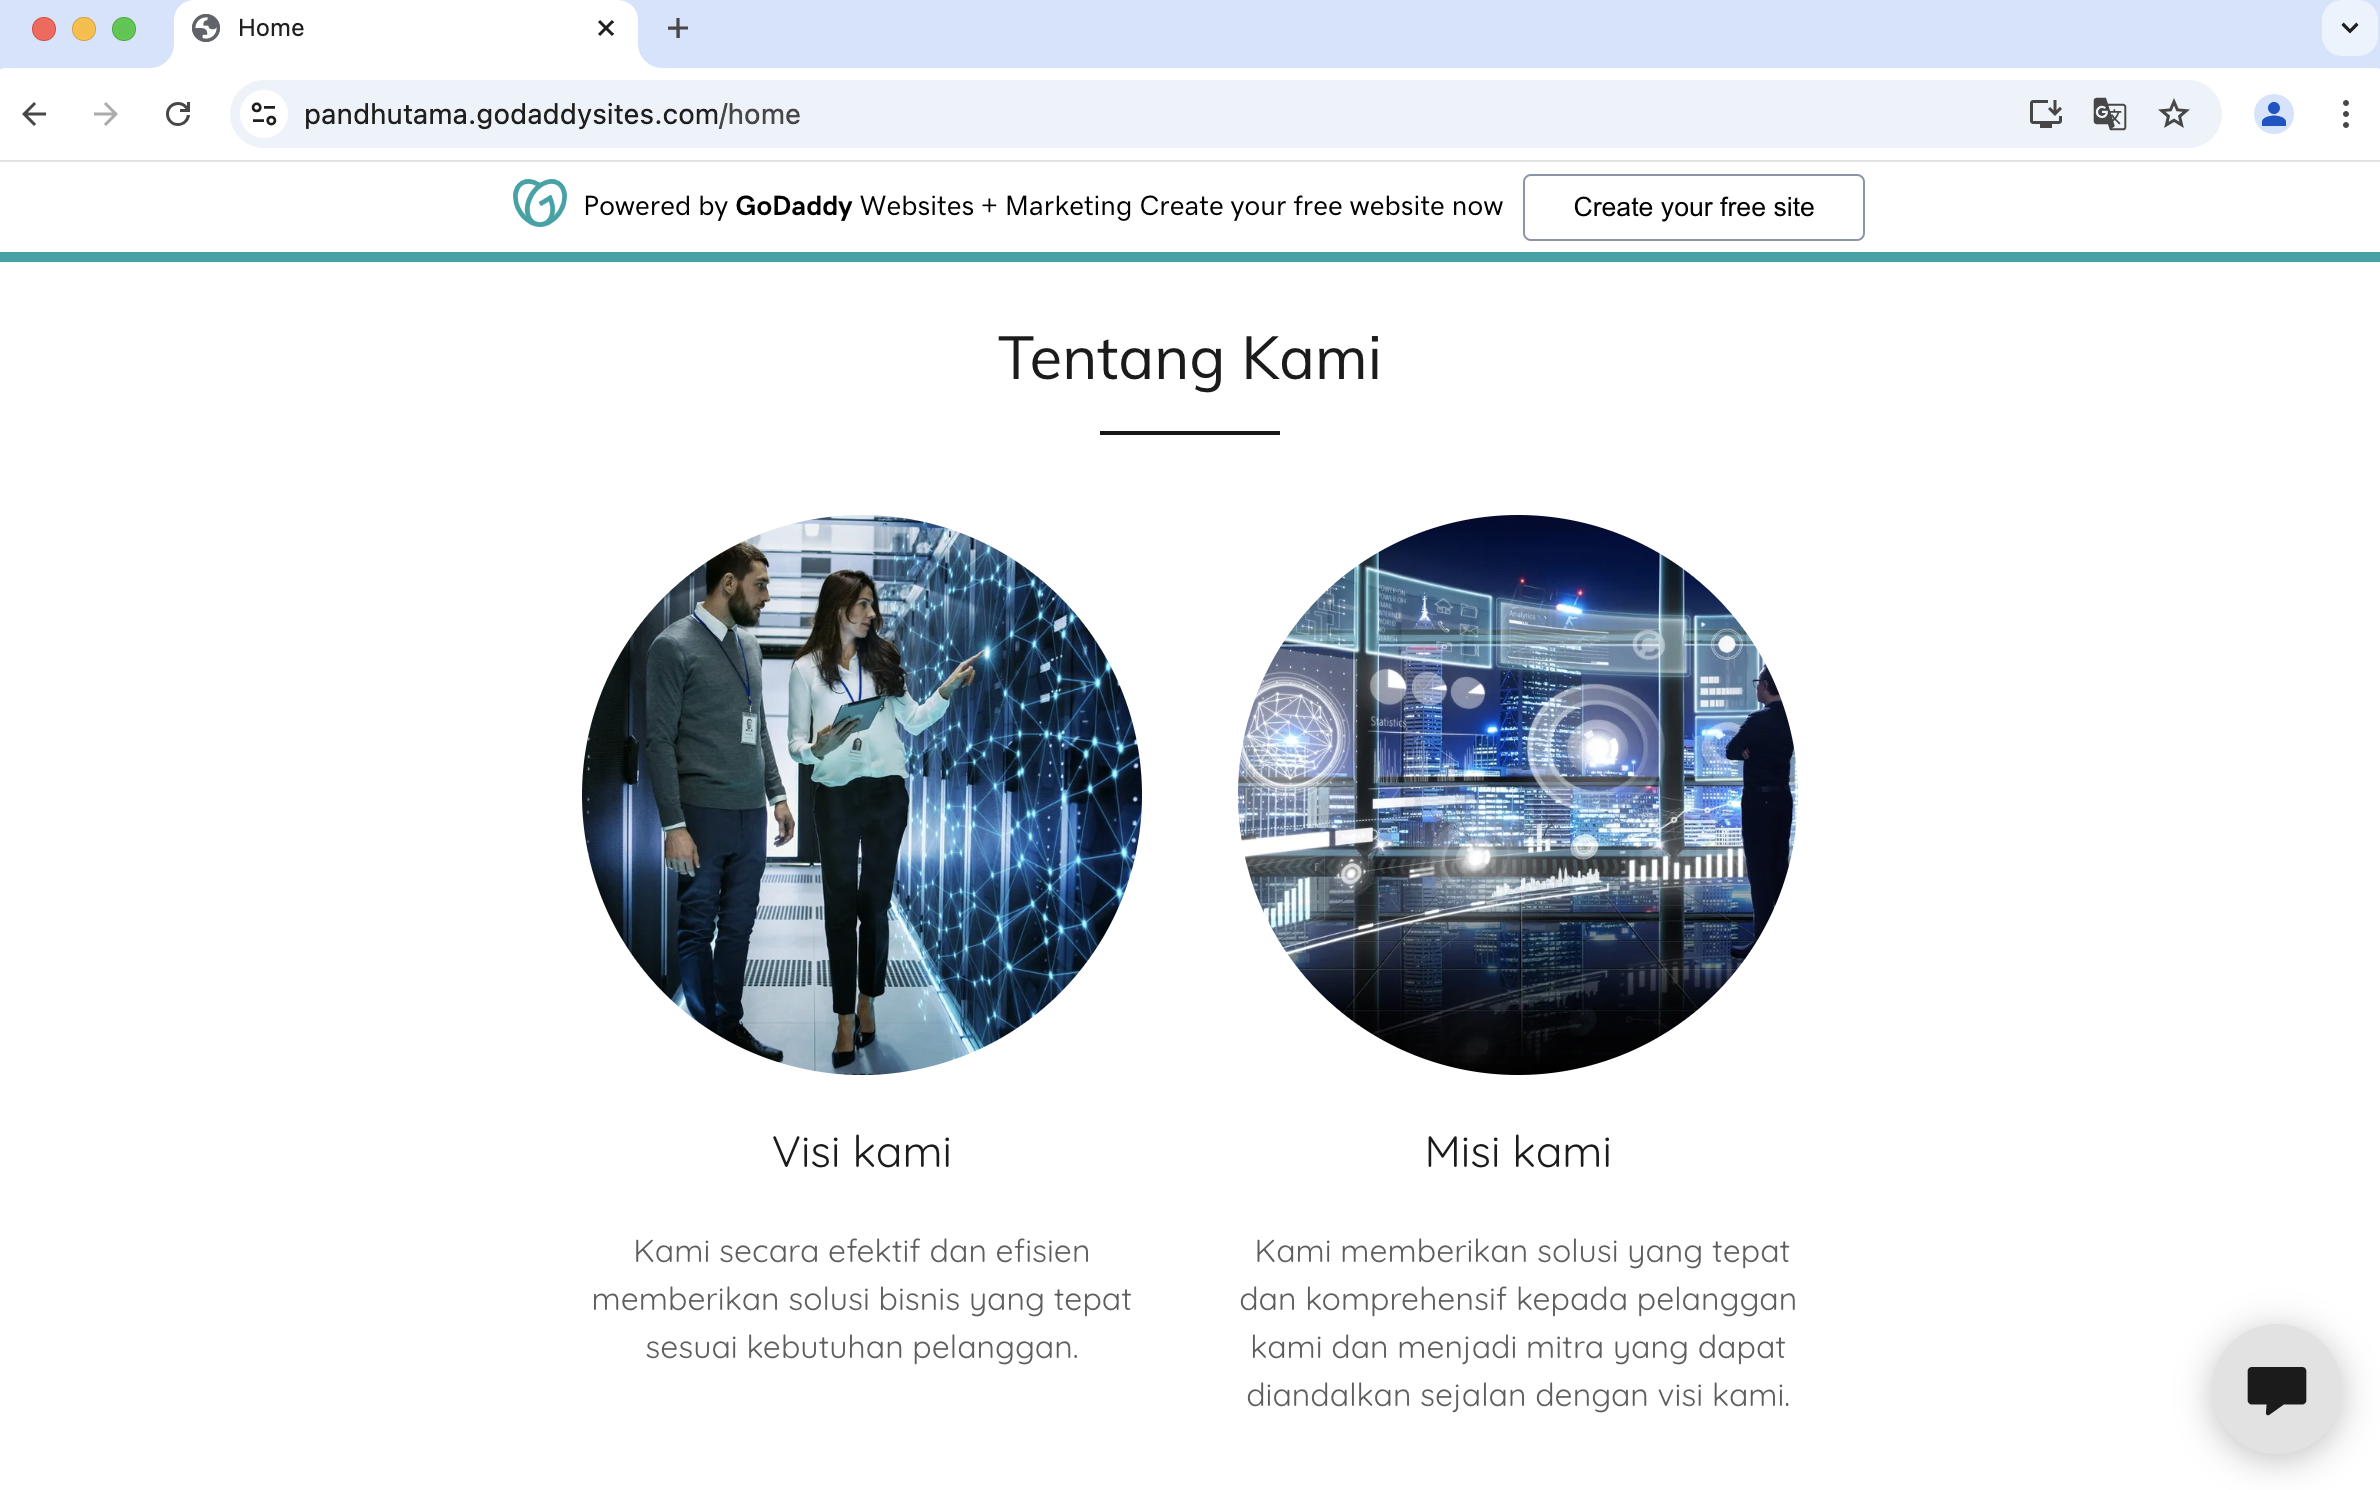 Home
pandhutama.godaddysites.com/home
Powered by GoDaddy Websites + Marketing Create your free website now
Create your free site
Tentang Kami
Analytics
Statistics
Visi kami
Kami secara efektif dan efisien
memberikan solusi bisnis yang tepat
sesuai kebutuhan pelanggan.
Misi kami
Kami memberikan solusi yang tepat
dan komprehensif kepada pelanggan
kami dan menjadi mitra yang dapat
diandalkan sejalan dengan visi kami.